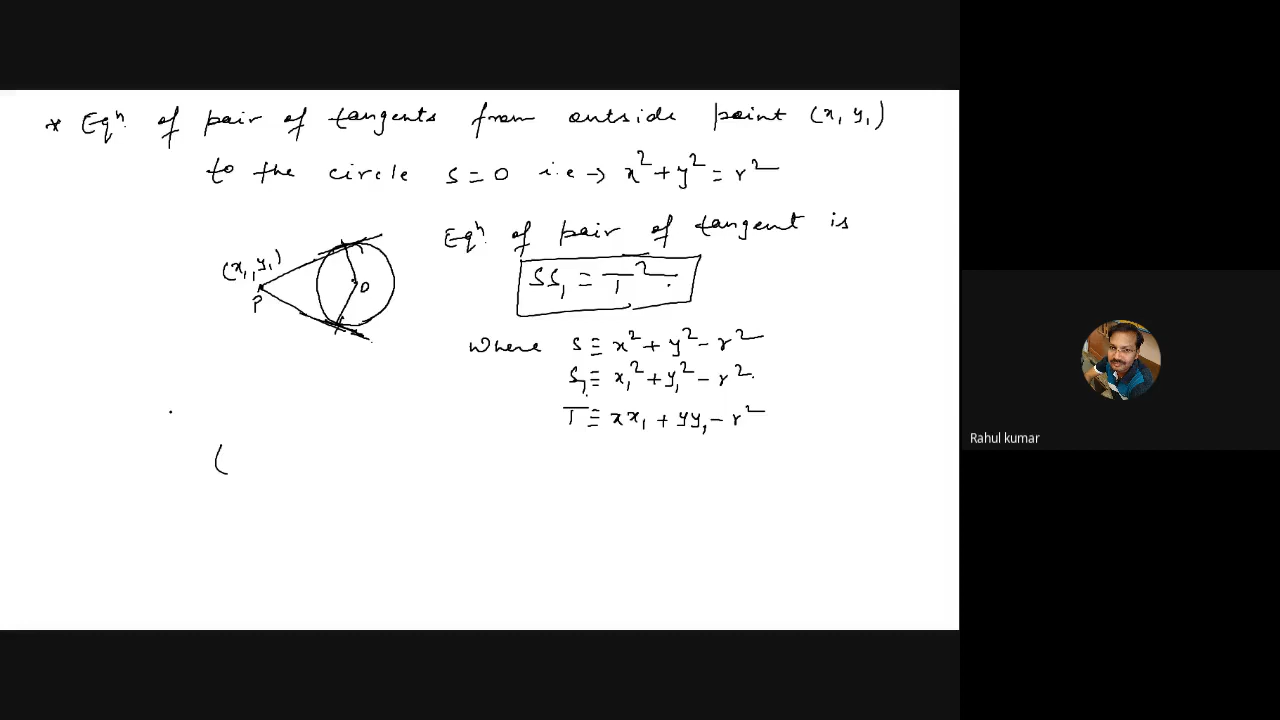 * Eqⁿ. of pair of tangents from outside point (x₁ y₁)
to the circle S = 0 i.e → x² + y² = r²
Eqⁿ. of pair of tangent is
(x₁, y₁)
P
O
SS₁ = T².
where S ≡ x² + y² - r²
S₁ ≡ x₁² + y₁² - r².
T ≡ xx₁ + yy₁ - r²
(
Rahul kumar